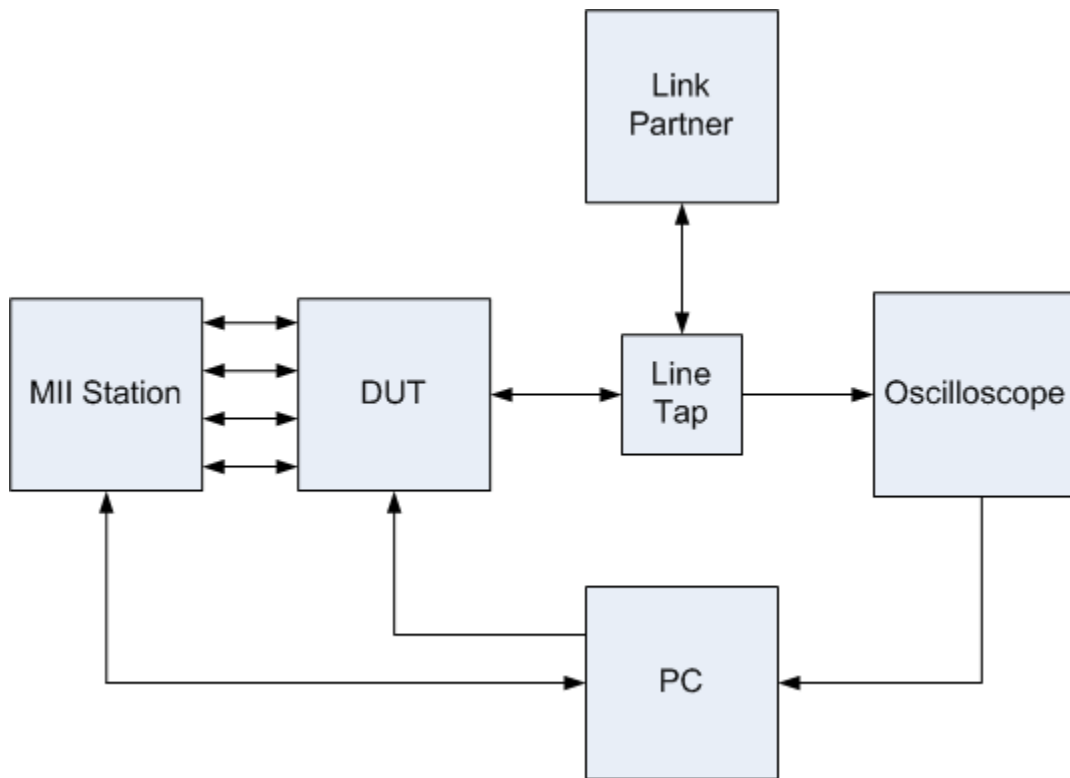 Link
Partner
MII Station
DUT
Line
Tap
Oscilloscope
PC